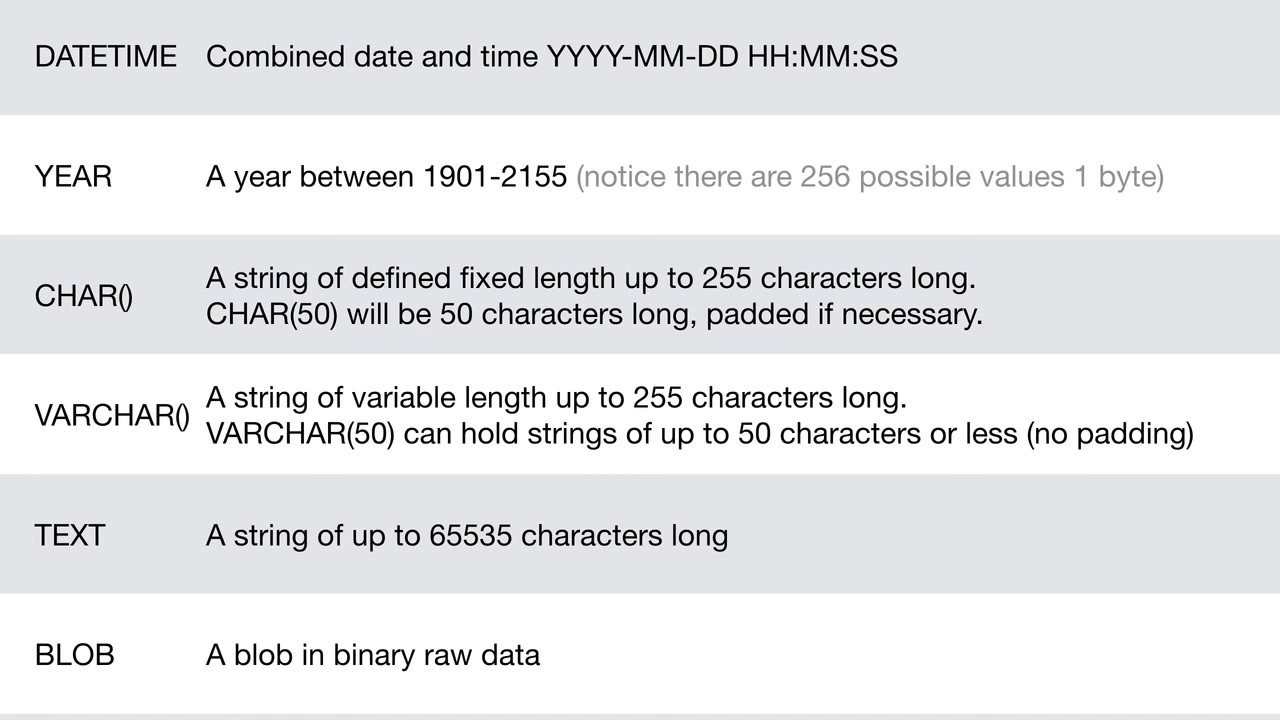 DATETIME Combined date and time YYYY-MM-DD HH:MM:SS
YEAR A year between 1901-2155 (notice there are 256 possible values 1 byte)
CHAR() A string of defined fixed length up to 255 characters long.
CHAR(50) will be 50 characters long, padded if necessary.
VARCHAR() A string of variable length up to 255 characters long.
VARCHAR(50) can hold strings of up to 50 characters or less (no padding)
TEXT A string of up to 65535 characters long
BLOB A blob in binary raw data